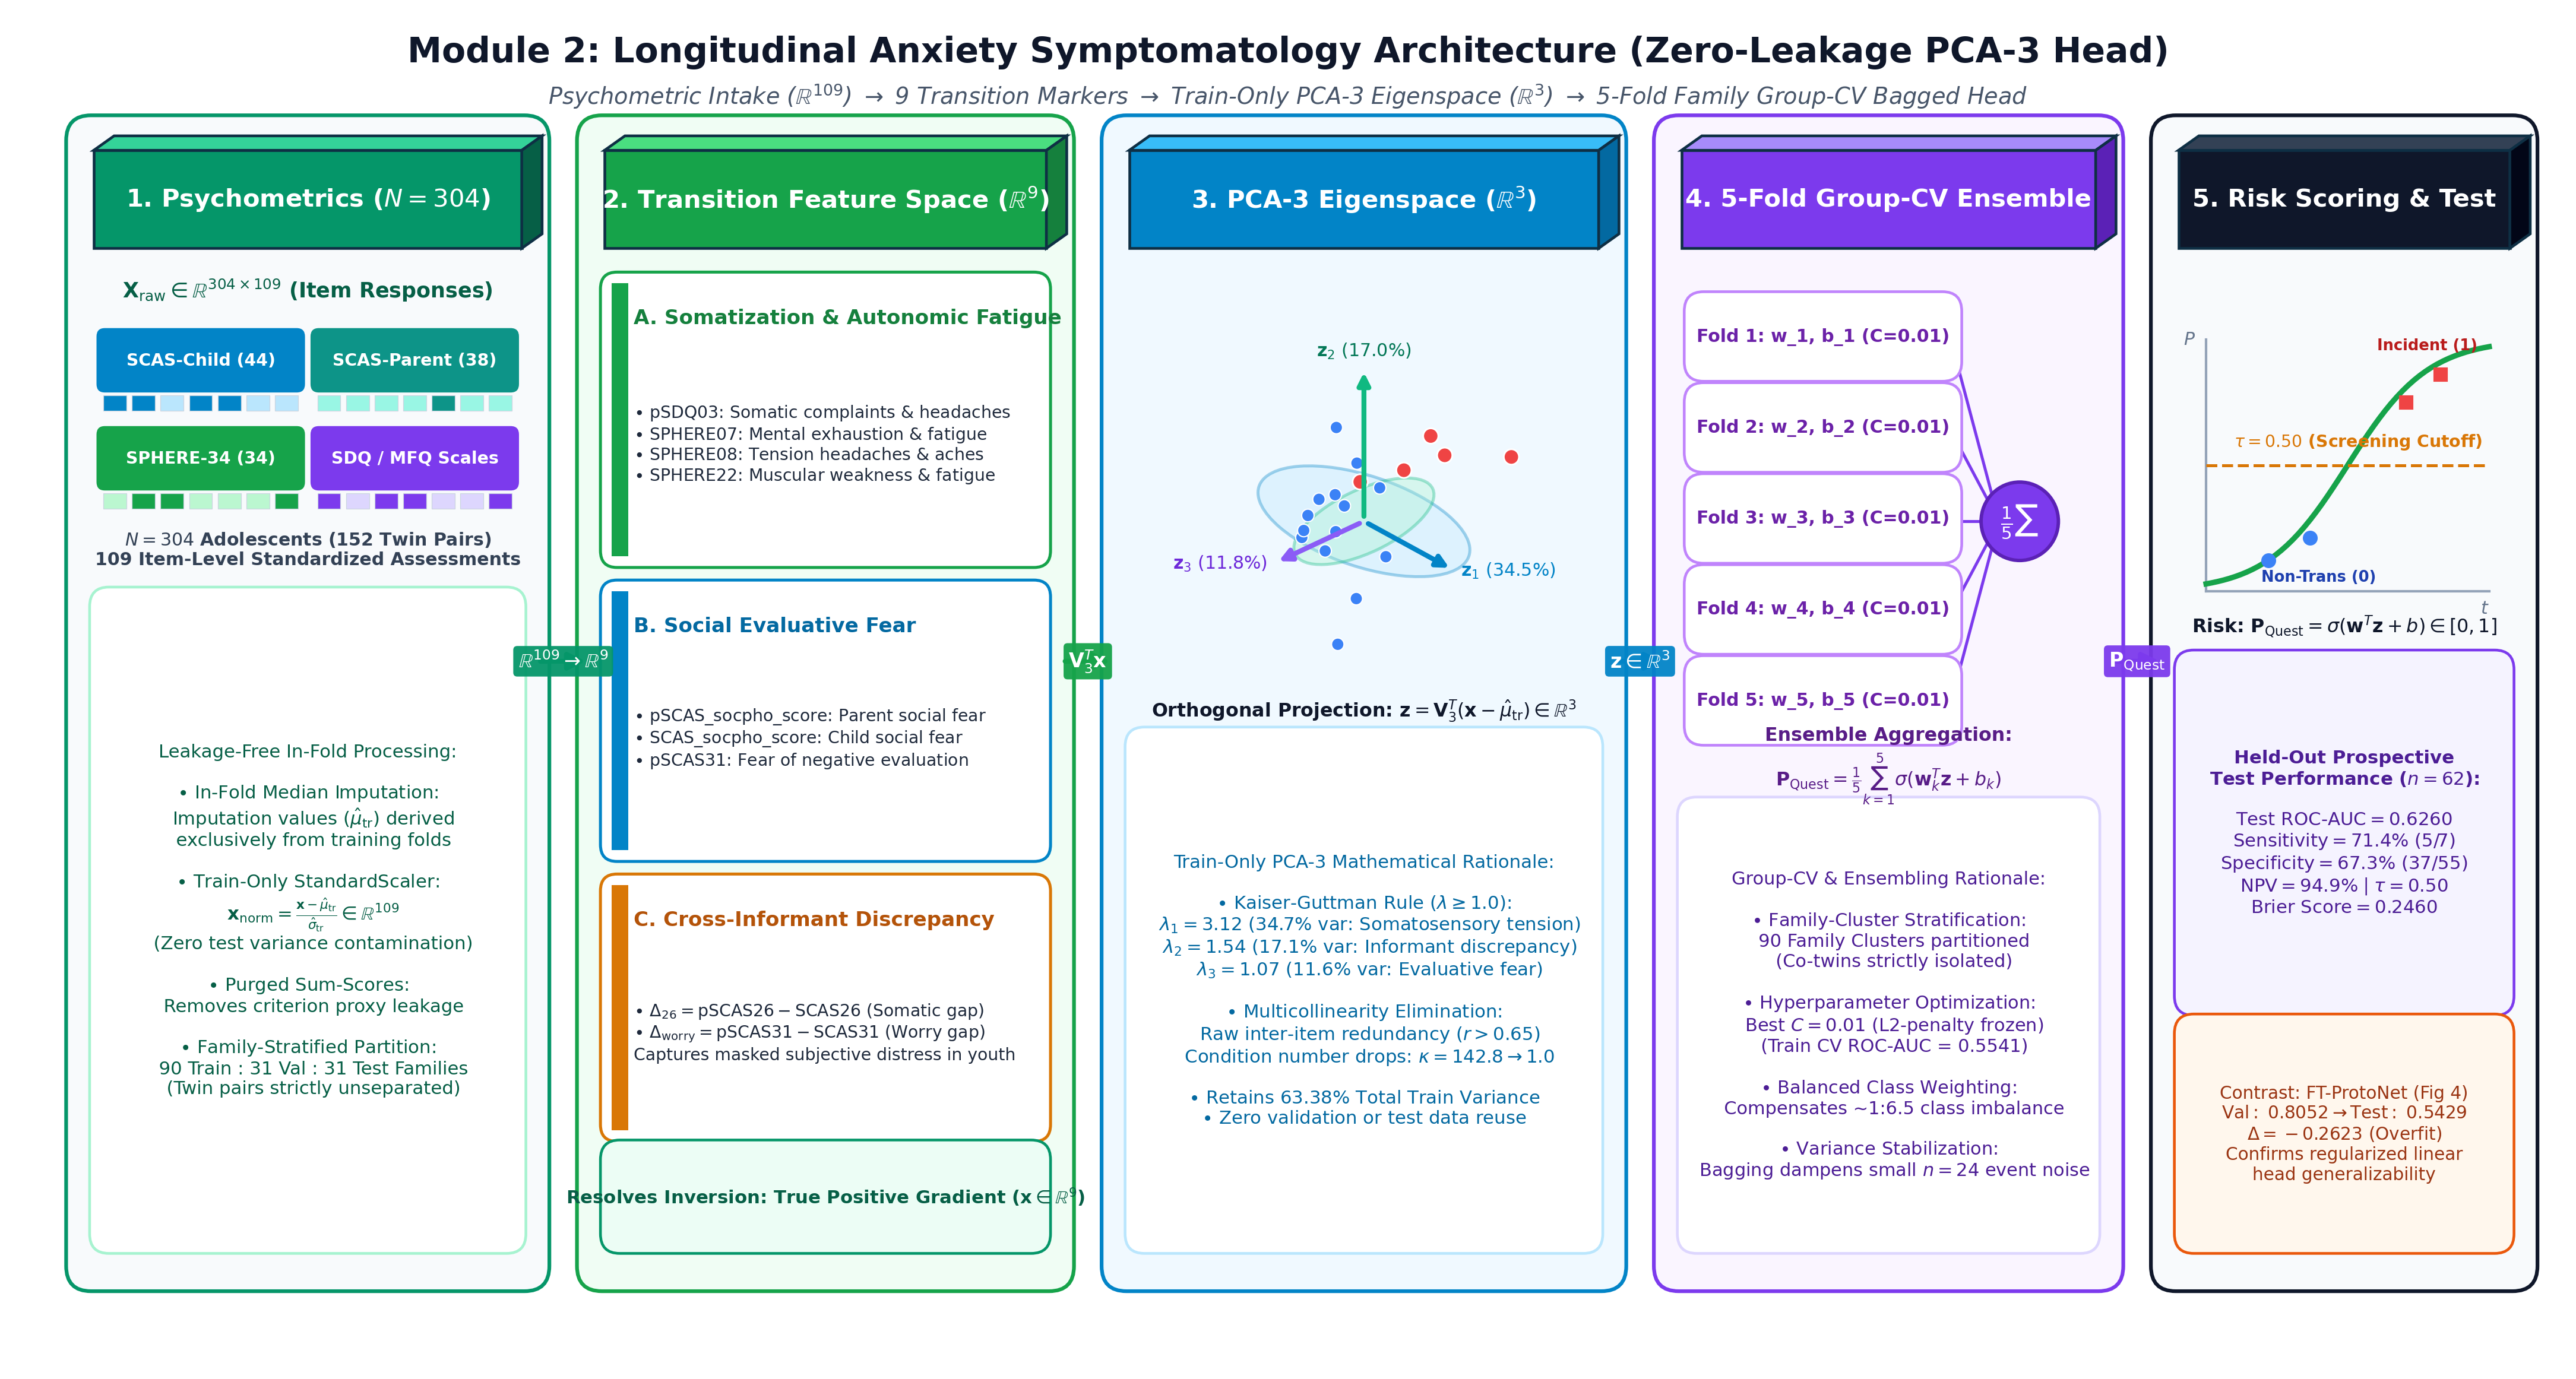 Module 2: Longitudinal Anxiety Symptomatology Architecture (Zero-Leakage PCA-3 Head)
Psychometric Intake (ℝ¹⁰⁹) → 9 Transition Markers → Train-Only PCA-3 Eigenspace (ℝ³) → 5-Fold Family Group-CV Bagged Head
1. Psychometrics (N = 304)
X_raw ∈ ℝ^{304×109} (Item Responses)
SCAS-Child (44)
SCAS-Parent (38)
SPHERE-34 (34)
SDQ / MFQ Scales
N = 304 Adolescents (152 Twin Pairs)
109 Item-Level Standardized Assessments
Leakage-Free In-Fold Processing:
• In-Fold Median Imputation:
Imputation values (μ̂_tr) derived
exclusively from training folds
• Train-Only StandardScaler:
x_norm = (x − μ̂_tr)/σ̂_tr ∈ ℝ¹⁰⁹
(Zero test variance contamination)
• Purged Sum-Scores:
Removes criterion proxy leakage
• Family-Stratified Partition:
90 Train : 31 Val : 31 Test Families
(Twin pairs strictly unseparated)
ℝ¹⁰⁹ → ℝ⁹
2. Transition Feature Space (ℝ⁹)
A. Somatization & Autonomic Fatigue
• pSDQ03: Somatic complaints & headaches
• SPHERE07: Mental exhaustion & fatigue
• SPHERE08: Tension headaches & aches
• SPHERE22: Muscular weakness & fatigue
B. Social Evaluative Fear
• pSCAS_socpho_score: Parent social fear
• SCAS_socpho_score: Child social fear
• pSCAS31: Fear of negative evaluation
C. Cross-Informant Discrepancy
• Δ₂₆ = pSCAS26 − SCAS26 (Somatic gap)
• Δ_worry = pSCAS31 − SCAS31 (Worry gap)
Captures masked subjective distress in youth
Resolves Inversion: True Positive Gradient (x ∈ ℝ⁹)
V₃ᵀx
3. PCA-3 Eigenspace (ℝ³)
z₂ (17.0%)
z₃ (11.8%)
z₁ (34.5%)
Orthogonal Projection: z = V₃ᵀ(x − μ̂_tr) ∈ ℝ³
Train-Only PCA-3 Mathematical Rationale:
• Kaiser-Guttman Rule (λ ≥ 1.0):
λ₁ = 3.12 (34.7% var: Somatosensory tension)
λ₂ = 1.54 (17.1% var: Informant discrepancy)
λ₃ = 1.07 (11.6% var: Evaluative fear)
• Multicollinearity Elimination:
Raw inter-item redundancy (r > 0.65)
Condition number drops: κ = 142.8 → 1.0
• Retains 63.38% Total Train Variance
• Zero validation or test data reuse
z ∈ ℝ³
4. 5-Fold Group-CV Ensemble
Fold 1: w_1, b_1 (C=0.01)
Fold 2: w_2, b_2 (C=0.01)
Fold 3: w_3, b_3 (C=0.01)
Fold 4: w_4, b_4 (C=0.01)
Fold 5: w_5, b_5 (C=0.01)
1/5 Σ
Ensemble Aggregation:
P_Quest = 1/5 Σ_{k=1}^{5} σ(w_kᵀz + b_k)
Group-CV & Ensembling Rationale:
• Family-Cluster Stratification:
90 Family Clusters partitioned
(Co-twins strictly isolated)
• Hyperparameter Optimization:
Best C = 0.01 (L2-penalty frozen)
(Train CV ROC-AUC = 0.5541)
• Balanced Class Weighting:
Compensates ~1:6.5 class imbalance
• Variance Stabilization:
Bagging dampens small n = 24 event noise
P_Quest
5. Risk Scoring & Test
P
Incident (1)
τ = 0.50 (Screening Cutoff)
Non-Trans (0)
t
Risk: P_Quest = σ(wᵀz + b) ∈ [0, 1]
Held-Out Prospective
Test Performance (n = 62):
Test ROC-AUC = 0.6260
Sensitivity = 71.4% (5/7)
Specificity = 67.3% (37/55)
NPV = 94.9% | τ = 0.50
Brier Score = 0.2460
Contrast: FT-ProtoNet (Fig 4)
Val: 0.8052 → Test: 0.5429
Δ = −0.2623 (Overfit)
Confirms regularized linear
head generalizability